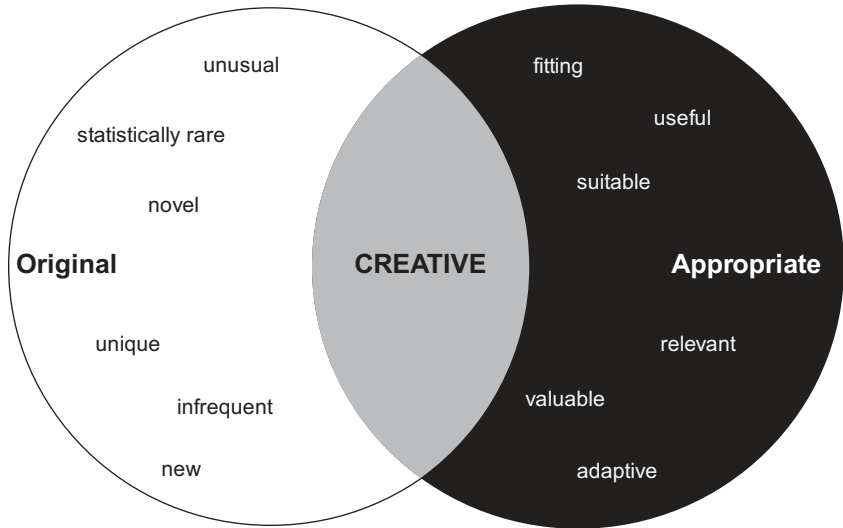 unusual
statistically rare
novel
Original
unique
infrequent
new
CREATIVE
fitting
useful
suitable
Appropriate
relevant
valuable
adaptive